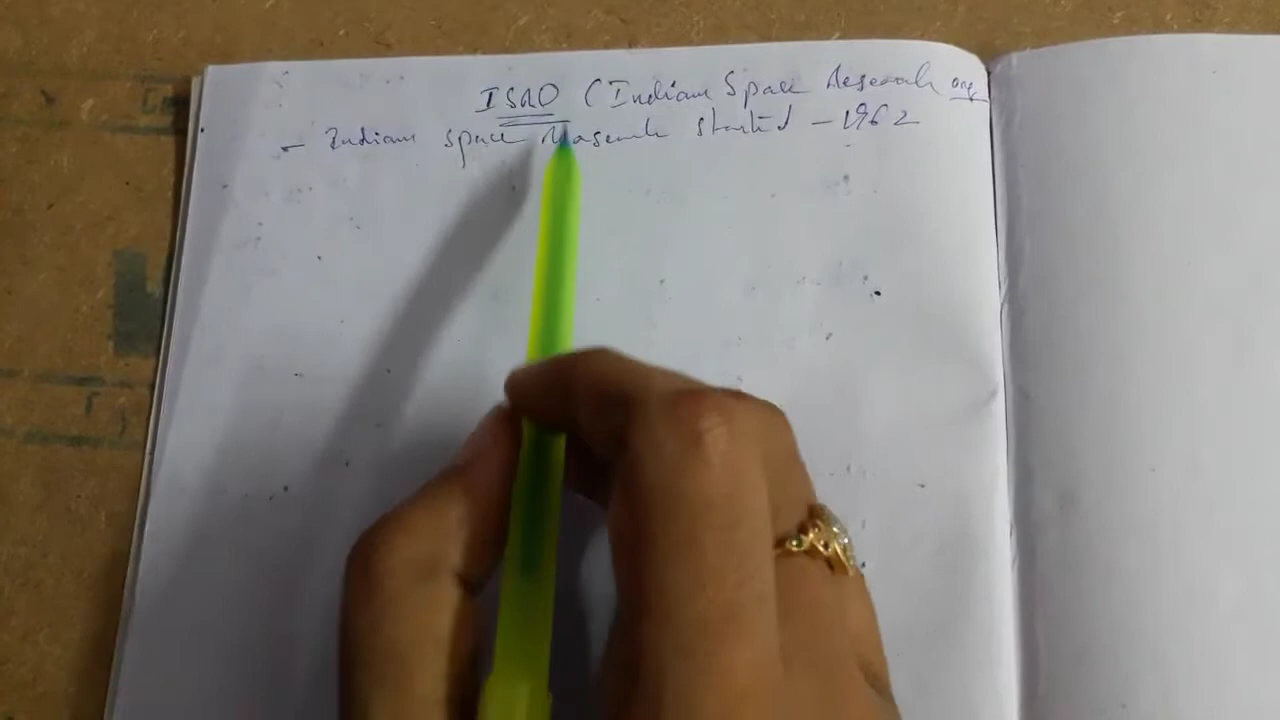 ISRO (Indian Space Research org
- Indian space Research started - 1962